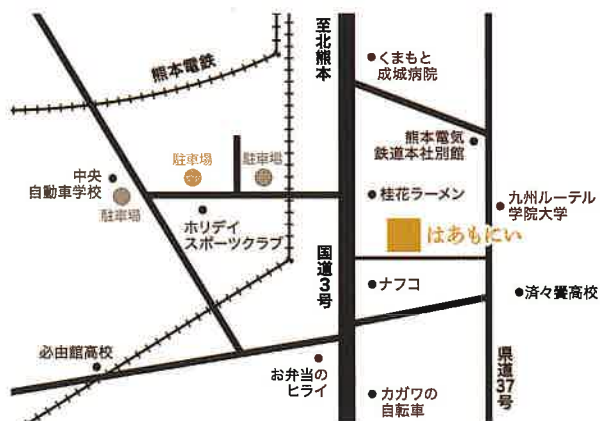 至北熊本
くまもと
成城病院
熊本電鉄
熊本電気
鉄道本社別館
駐車場
駐車場
中央
自動車学校
駐車場
桂花ラーメン
九州ルーテル
学院大学
ホリデイ
スポーツクラブ
はあもにい
国道3号
ナフコ
済々黌高校
必由館高校
お弁当の
ヒライ
県道37号
カガワの
自転車